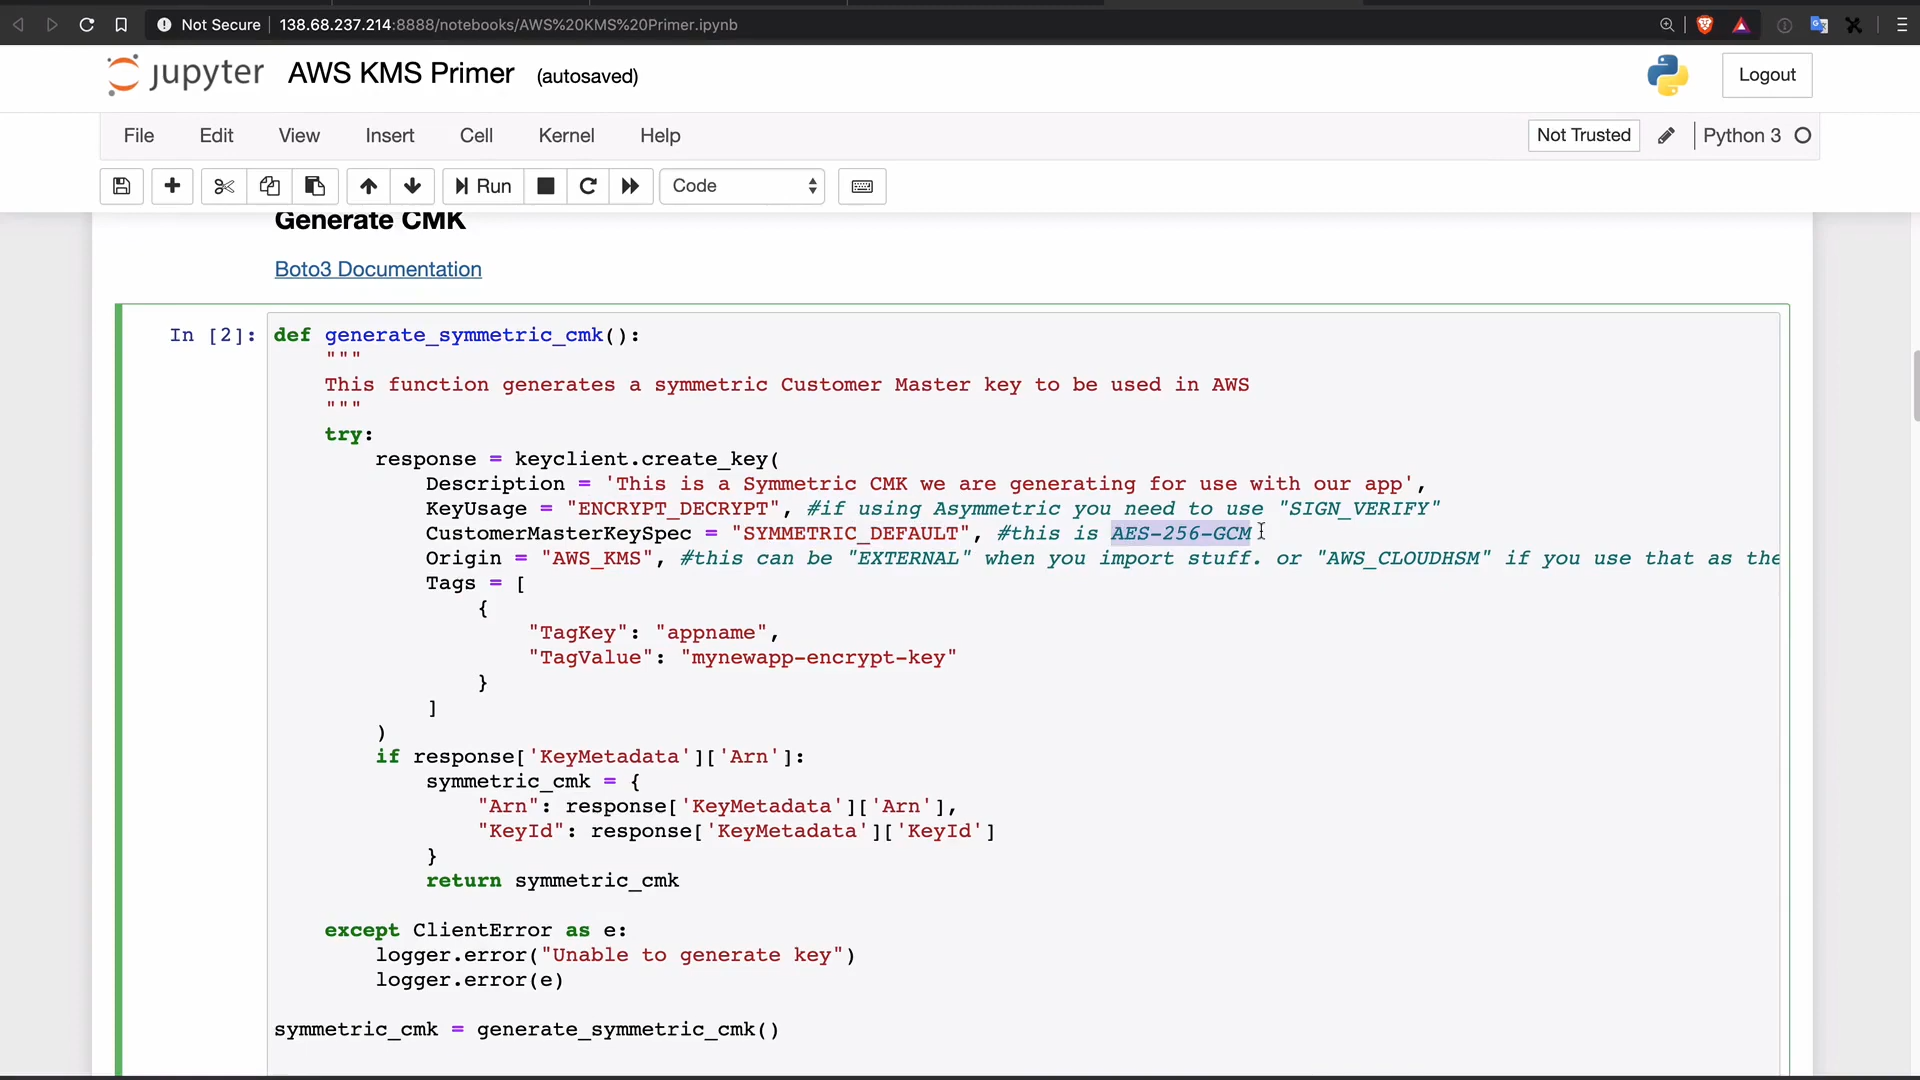 Not Secure 138.68.237.214:8888/notebooks/AWS%20KMS%20Primer.ipynb
jupyter AWS KMS Primer (autosaved) Logout
File Edit View Insert Cell Kernel Help Not Trusted Python 3
Run Code
Generate CMK
Boto3 Documentation
In [2]: def generate_symmetric_cmk():
"""
This function generates a symmetric Customer Master key to be used in AWS
"""
try:
response = keyclient.create_key(
Description = 'This is a Symmetric CMK we are generating for use with our app',
KeyUsage = "ENCRYPT_DECRYPT", #if using Asymmetric you need to use "SIGN_VERIFY"
CustomerMasterKeySpec = "SYMMETRIC_DEFAULT", #this is AES-256-GCM
Origin = "AWS_KMS", #this can be "EXTERNAL" when you import stuff. or "AWS_CLOUDHSM" if you use that as the
Tags = [
{
"TagKey": "appname",
"TagValue": "mynewapp-encrypt-key"
}
]
)
if response['KeyMetadata']['Arn']:
symmetric_cmk = {
"Arn": response['KeyMetadata']['Arn'],
"KeyId": response['KeyMetadata']['KeyId']
}
return symmetric_cmk
except ClientError as e:
logger.error("Unable to generate key")
logger.error(e)
symmetric_cmk = generate_symmetric_cmk()